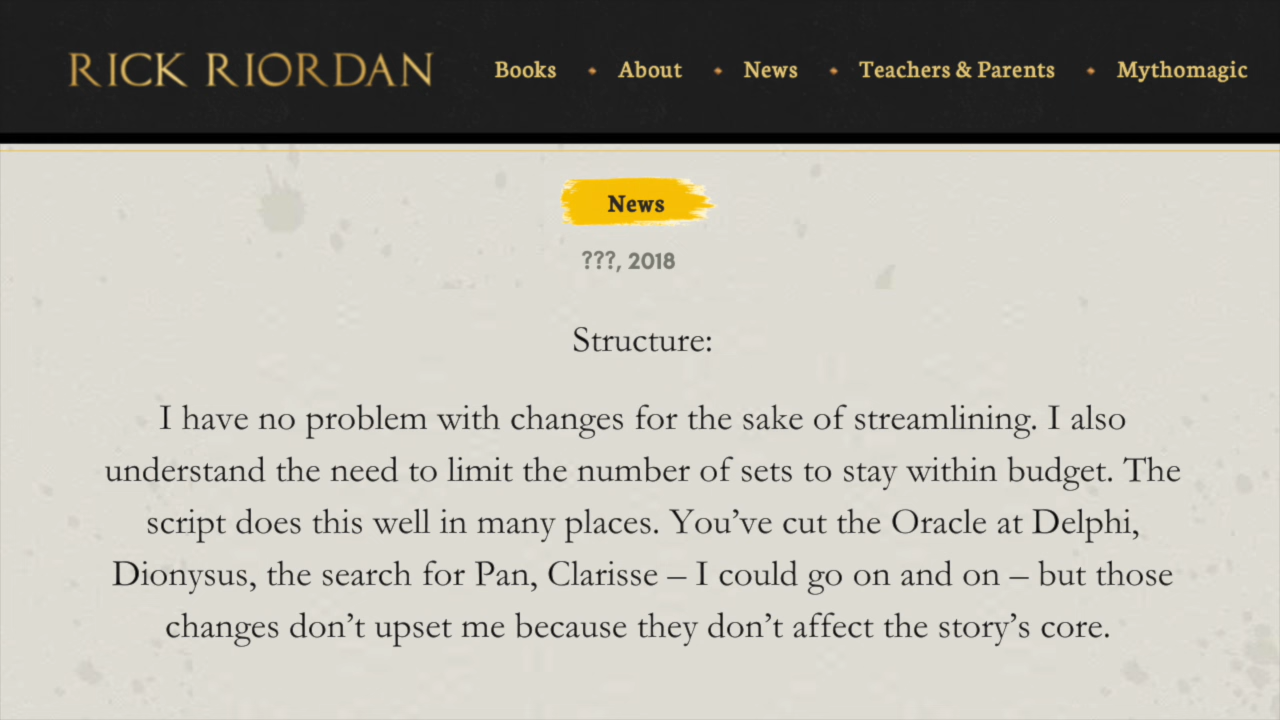 RICK RIORDAN
Books
About
News
Teachers & Parents
Mythomagic
News
???, 2018
Structure:
I have no problem with changes for the sake of streamlining. I also
understand the need to limit the number of sets to stay within budget. The
script does this well in many places. You’ve cut the Oracle at Delphi,
Dionysus, the search for Pan, Clarisse – I could go on and on – but those
changes don’t upset me because they don’t affect the story’s core.